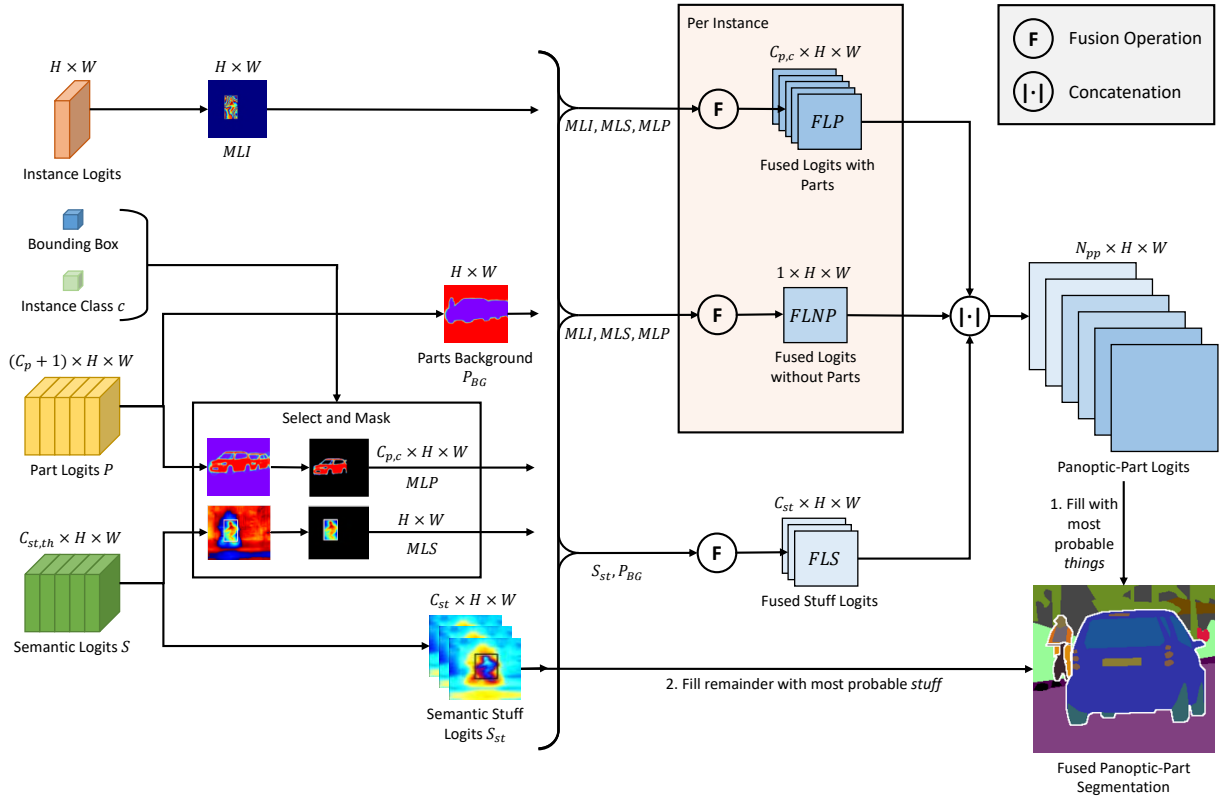 H × W
Instance Logits
H × W
MLI
Bounding Box
Instance Class c
(C_p + 1) × H × W
Part Logits P
C_{st,th} × H × W
Semantic Logits S
H × W
Parts Background
P_{BG}
Select and Mask
C_{p,c} × H × W
MLP
H × W
MLS
C_{st} × H × W
Semantic Stuff
Logits S_{st}
MLI, MLS, MLP
MLI, MLS, MLP
S_{st}, P_{BG}
Per Instance
F
C_{p,c} × H × W
FLP
Fused Logits with
Parts
F
1 × H × W
FLNP
Fused Logits
without Parts
F
C_{st} × H × W
FLS
Fused Stuff Logits
F
Fusion Operation
|·|
Concatenation
|·|
N_{pp} × H × W
Panoptic-Part Logits
1. Fill with
most
probable
things
2. Fill remainder with most probable stuff
Fused Panoptic-Part
Segmentation